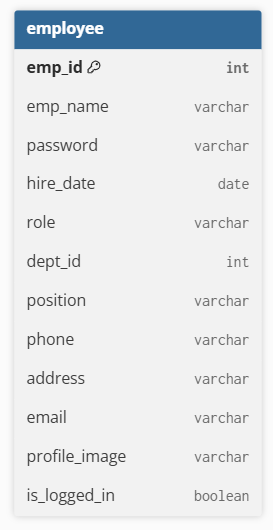 employee
emp_id int
emp_name varchar
password varchar
hire_date date
role varchar
dept_id int
position varchar
phone varchar
address varchar
email varchar
profile_image varchar
is_logged_in boolean